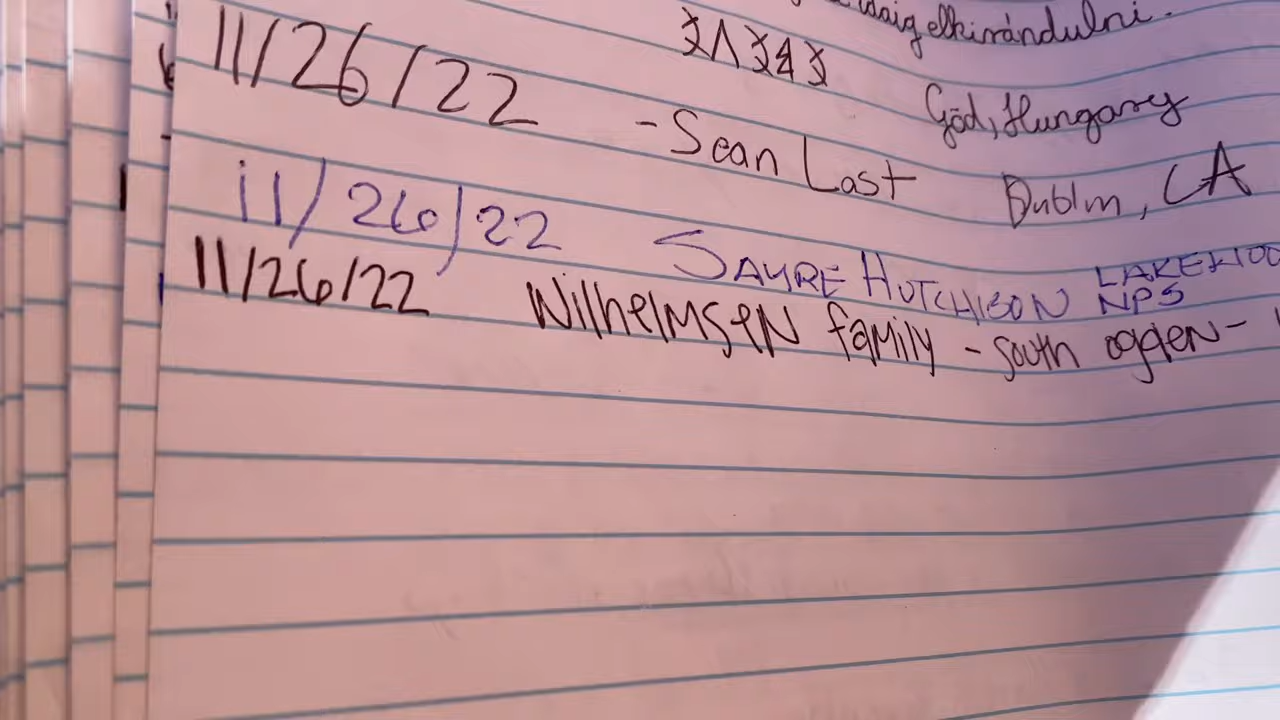 elkirándulni.
Göd, Hungary
11/26/22 - Sean Last Dublin, CA
11/26/22 SAYRE HUTCHISON LAKEWOO
NPS
11/26/22 Wilhelmsen family - south ogden -